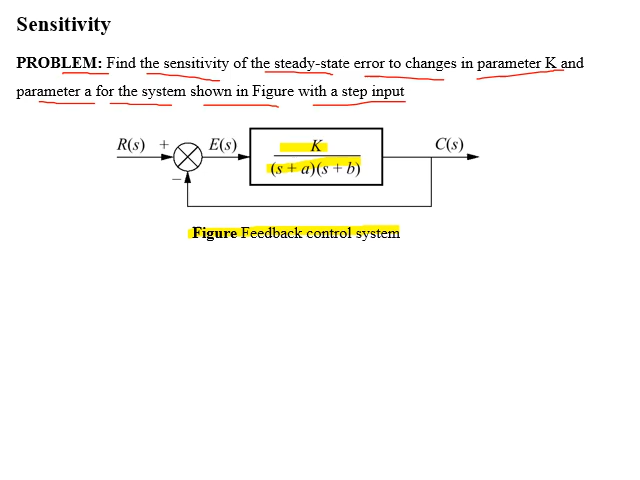 Sensitivity
PROBLEM: Find the sensitivity of the steady-state error to changes in parameter K and
parameter a for the system shown in Figure with a step input
R(s) + E(s) K C(s)
(s + a)(s + b)
−
Figure Feedback control system